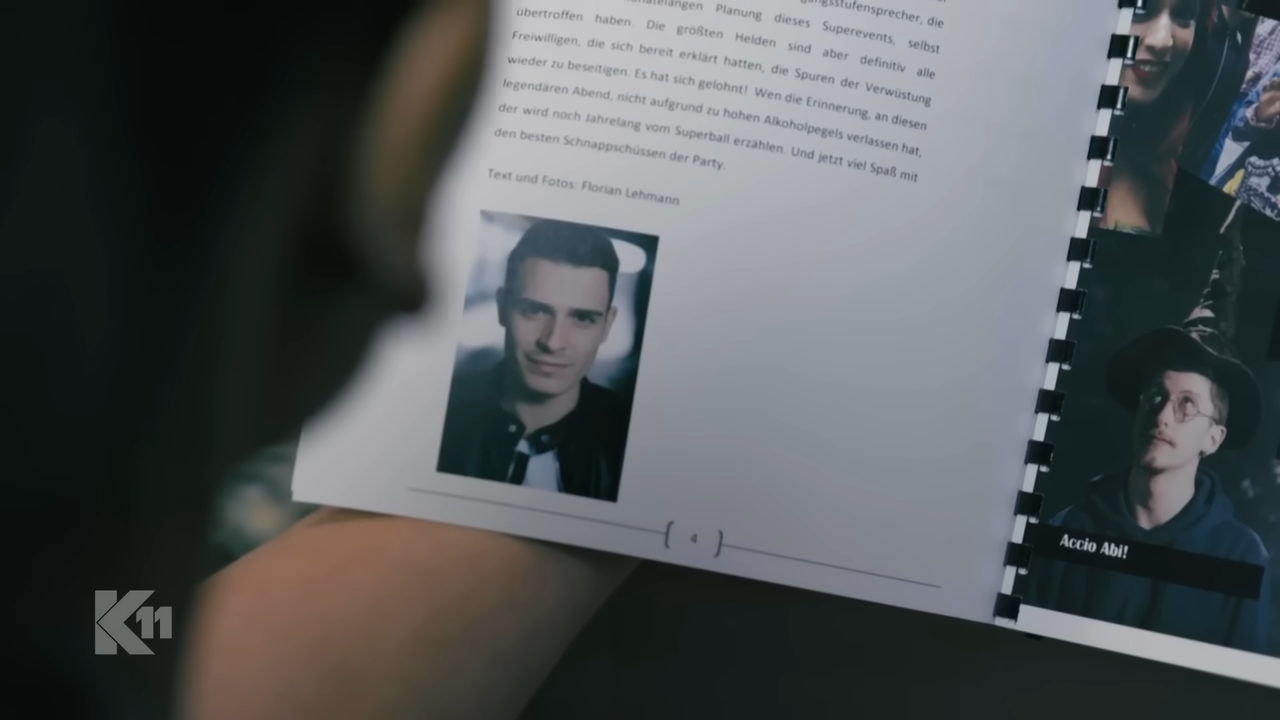 Planung dieses Superevents, selbst
übertroffen haben. Die größten Helden sind aber definitiv alle
Freiwilligen, die sich bereit erklärt hatten, die Spuren der Verwüstung
wieder zu beseitigen. Es hat sich gelohnt! Wen die Erinnerung, an diesen
legendären Abend, nicht aufgrund zu hohen Alkoholpegels verlassen hat,
der wird noch Jahrelang vom Superball erzählen. Und jetzt viel Spaß mit
den besten Schnappschüssen der Party.
Text und Fotos: Florian Lehmann
4
Accio Abi!
K11